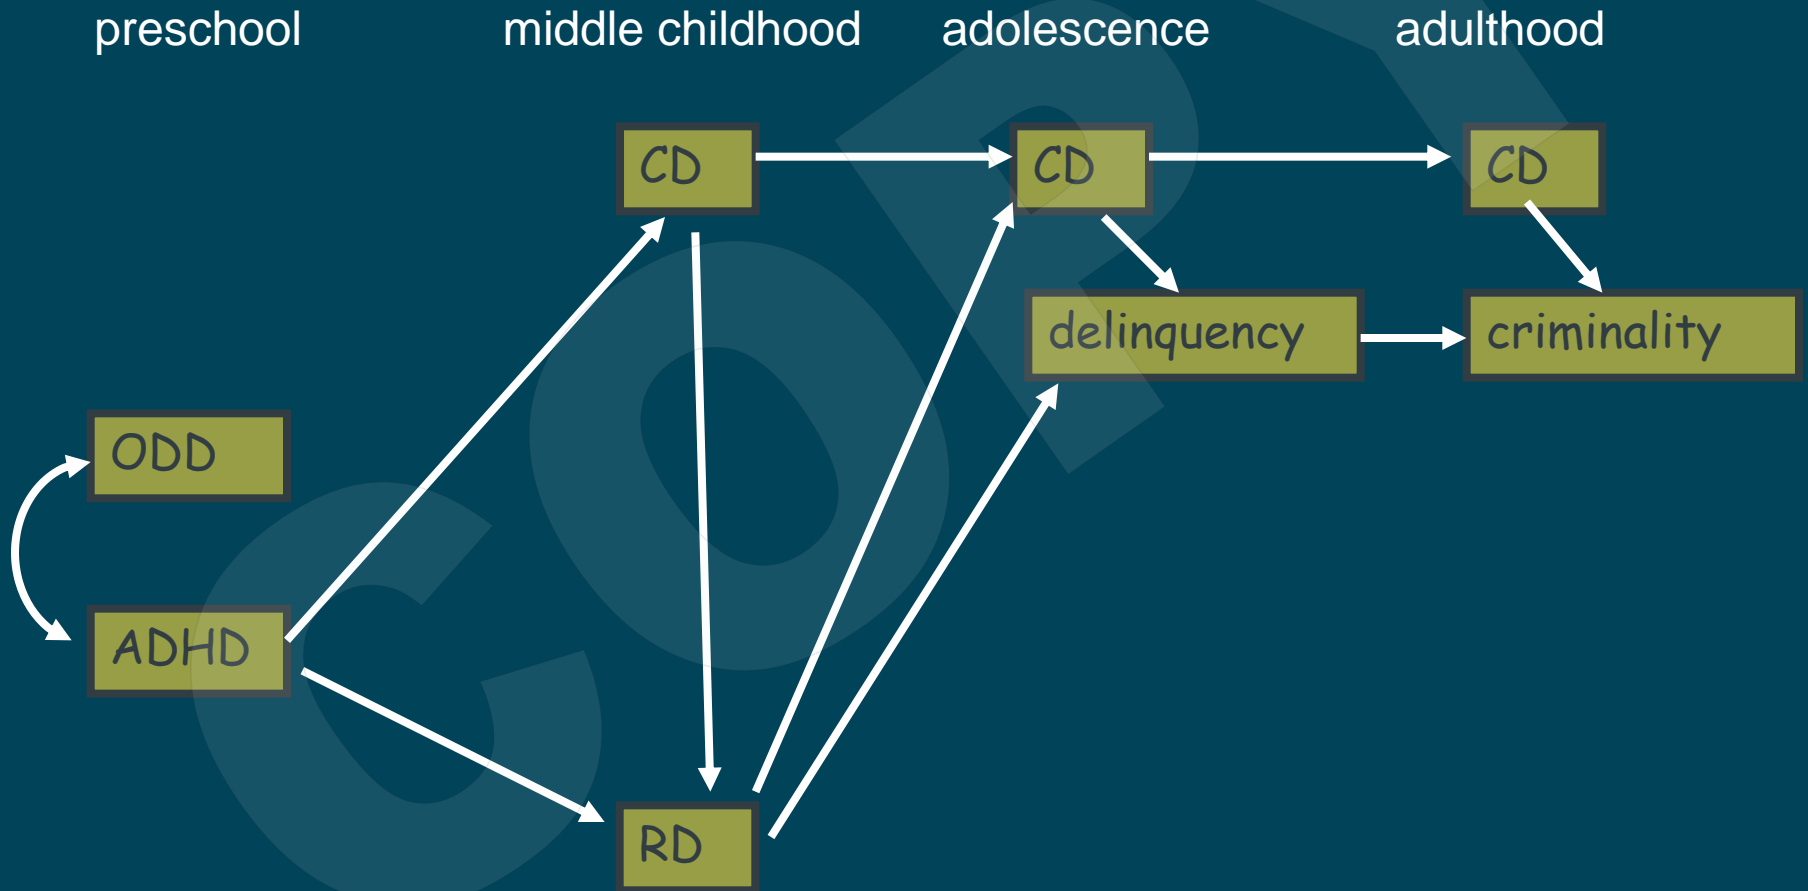 preschool middle childhood adolescence adulthood
CD CD CD
delinquency criminality
ODD
ADHD
RD
COPY